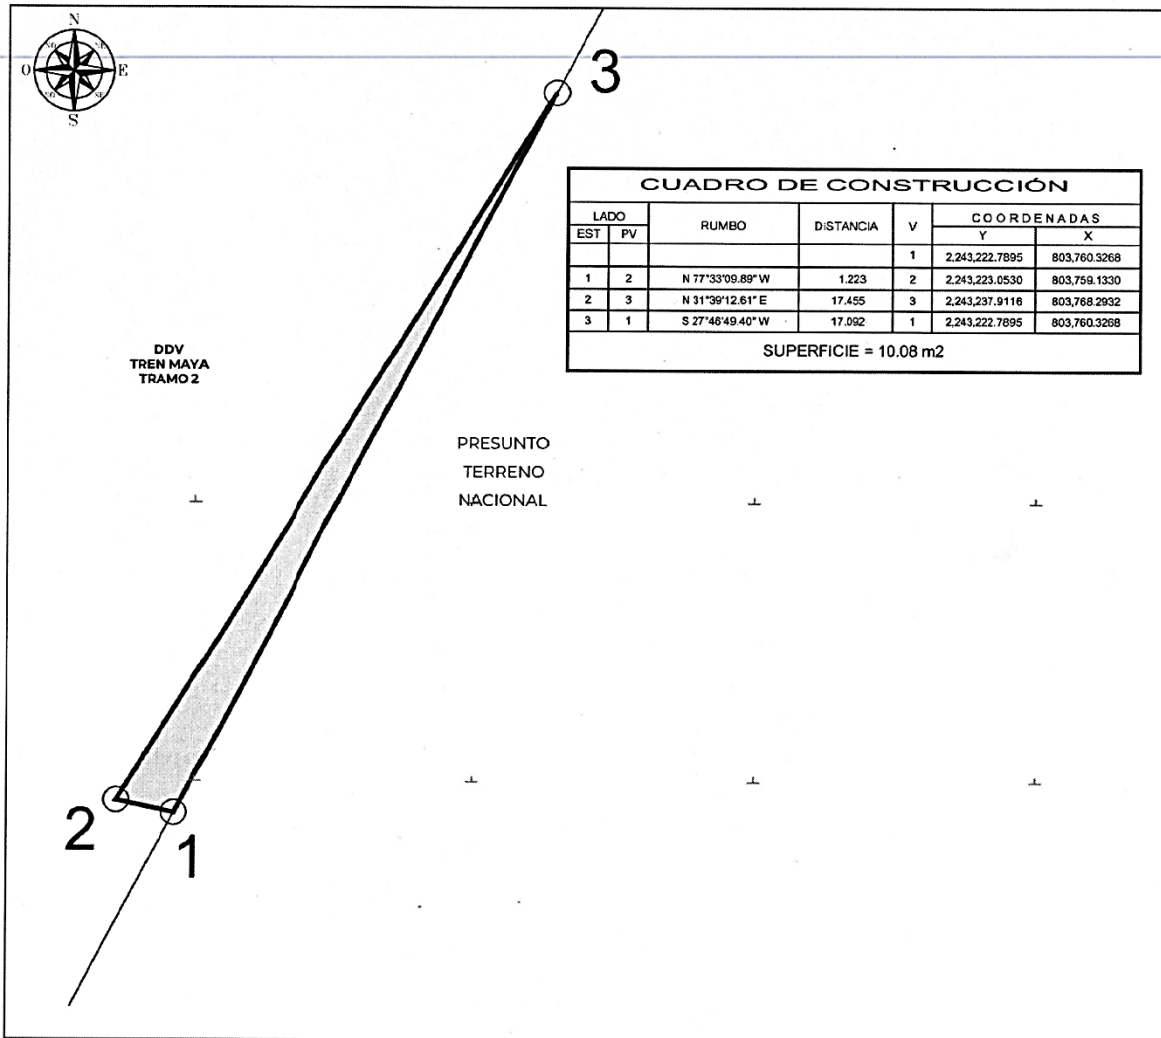 N
NO NE
O E
SO SE
S
3
CUADRO DE CONSTRUCCIÓN
LADO RUMBO DISTANCIA V COORDENADAS
EST PV Y X
1 2,243,222.7895 803,760.3268
1 2 N 77°33'09.89" W 1.223 2 2,243,223.0530 803,759.1330
2 3 N 31°39'12.61" E 17.455 3 2,243,237.9116 803,768.2932
3 1 S 27°46'49.40" W 17.092 1 2,243,222.7895 803,760.3268
SUPERFICIE = 10.08 m2
DDV
TREN MAYA
TRAMO 2
PRESUNTO
TERRENO
NACIONAL
2
1